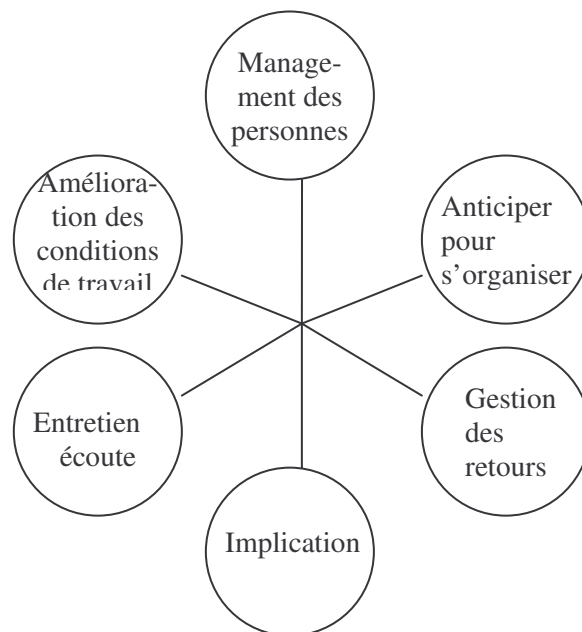 Manage-
ment des
personnes
Améliora-
tion des
conditions
de travail
Anticiper
pour
s’organiser
Entretien
écoute
Gestion
des
retours
Implication